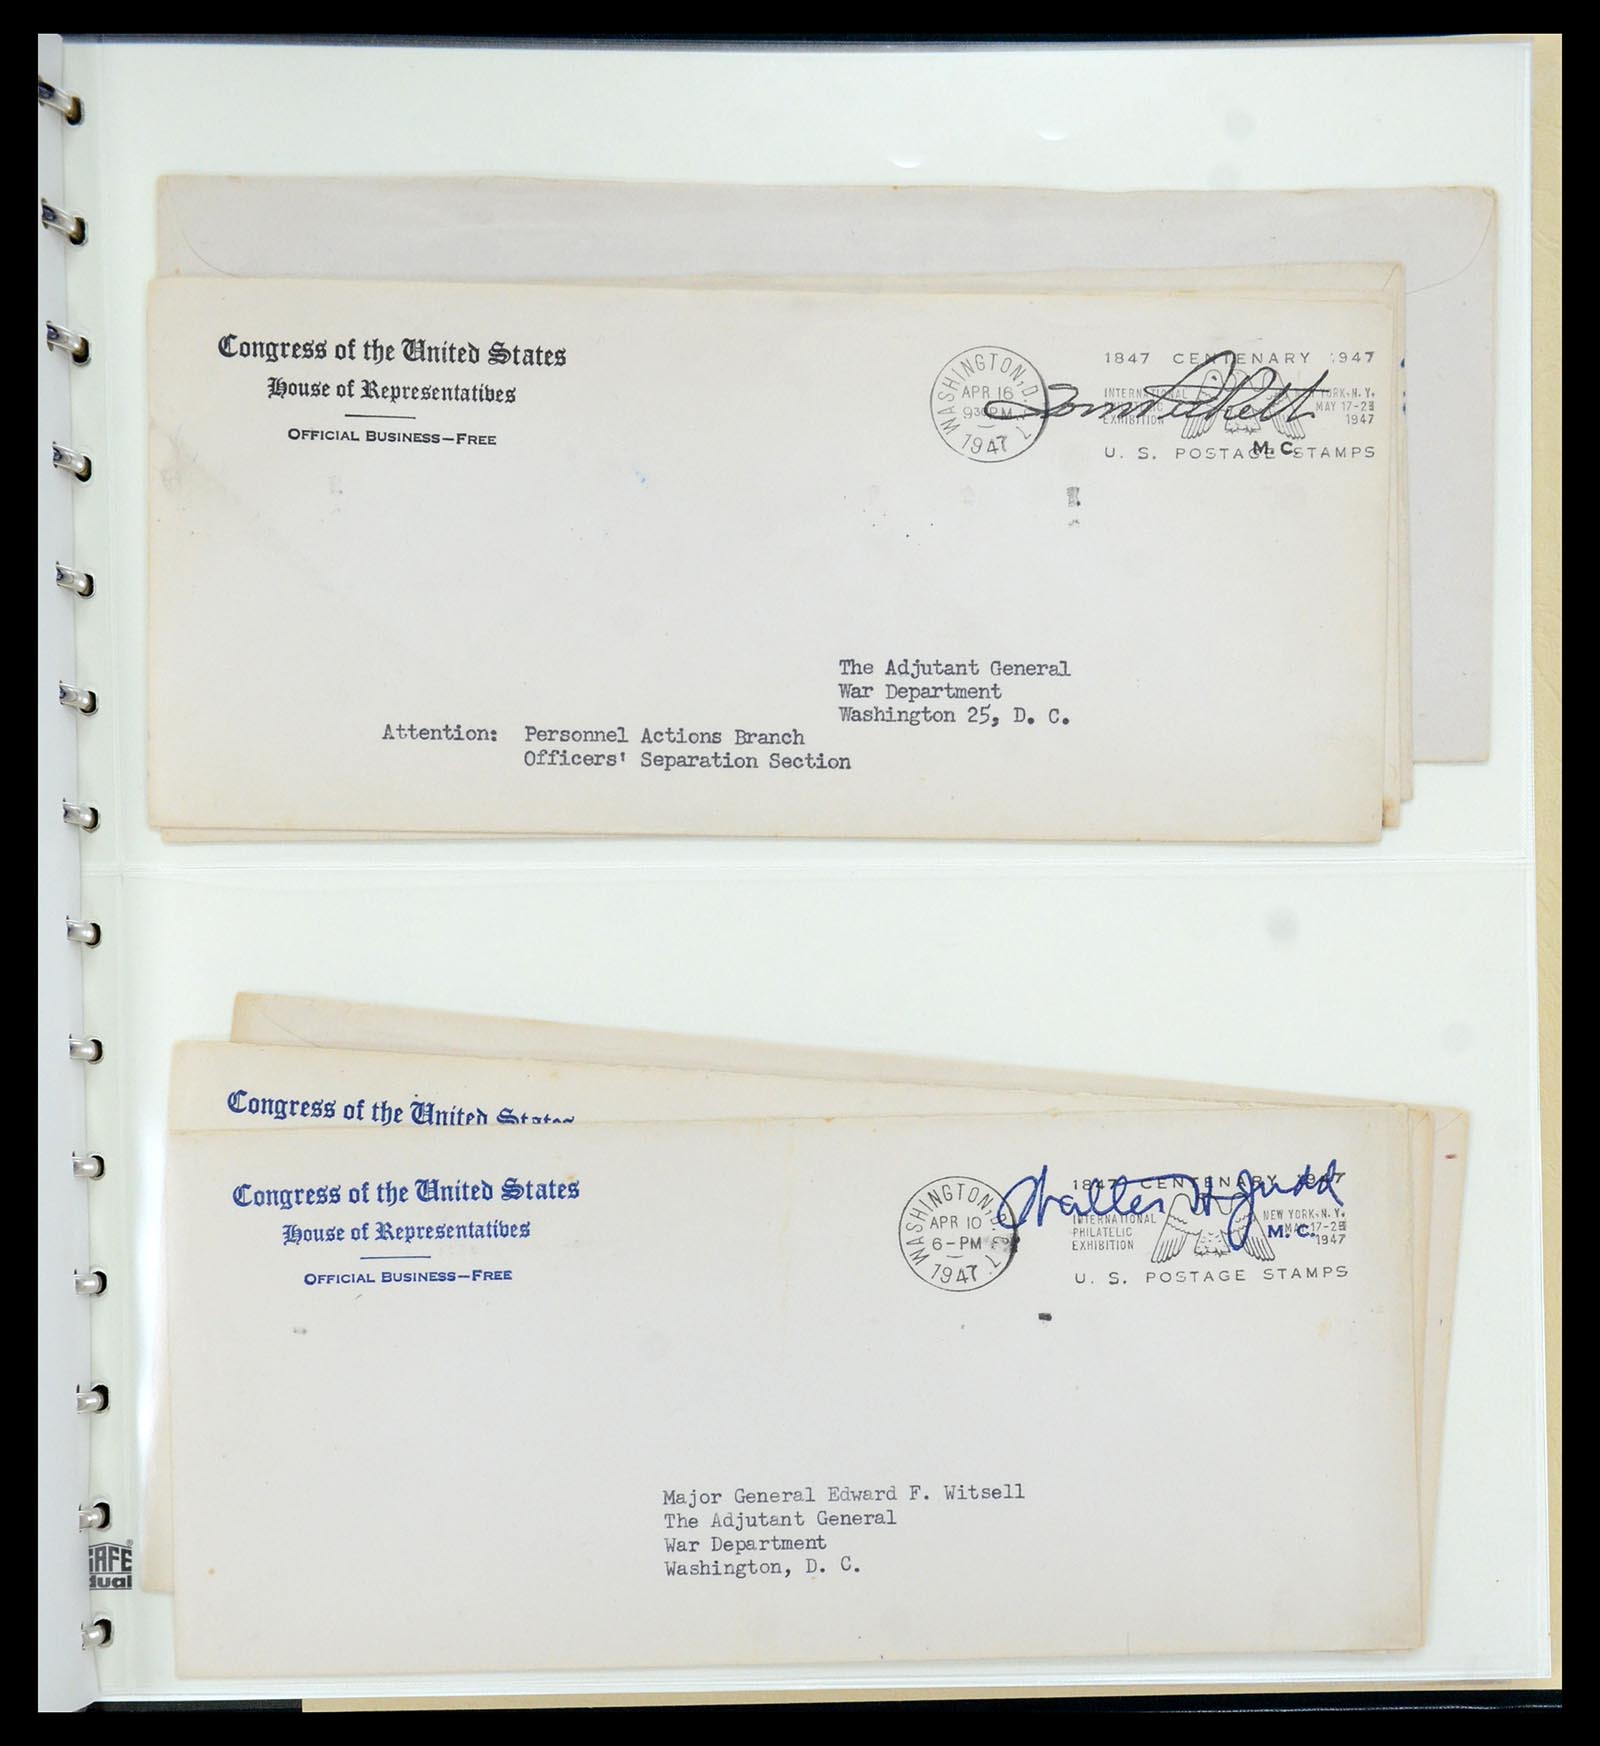 Congress of the United States
House of Representatives
OFFICIAL BUSINESS—FREE
WASHINGTON, D.C.
APR 16
930PM
1947
1847 CENTENARY 1947
INTERNATIONAL
EXHIBITION
YORK, N. Y.
MAY 17-25
1947
U. S. POSTAGE STAMPS
Tom Pickett
M. C.
The Adjutant General
War Department
Washington 25, D. C.
Attention: Personnel Actions Branch
Officers' Separation Section
Congress of the United States
Congress of the United States
House of Representatives
OFFICIAL BUSINESS—FREE
WASHINGTON, D.C.
APR 10
6-PM
1947
1847 CENTENARY 1947
INTERNATIONAL
PHILATELIC
EXHIBITION
NEW YORK, N. Y.
MAY 17-25
1947
U. S. POSTAGE STAMPS
Walter H Judd
M. C.
Major General Edward F. Witsell
The Adjutant General
War Department
Washington, D. C.
SAFE
dual